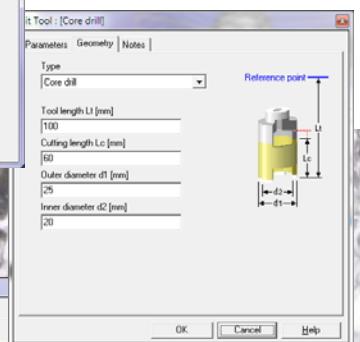 it Tool : [Core drill]
Parameters Geometry Notes
Type
Core drill
Reference point
Tool length Lt [mm]
100
Cutting length Lc [mm]
60
Outer diameter d1 [mm]
25
Inner diameter d2 [mm]
20
Lt
Lc
d2
d1
OK Cancel Help